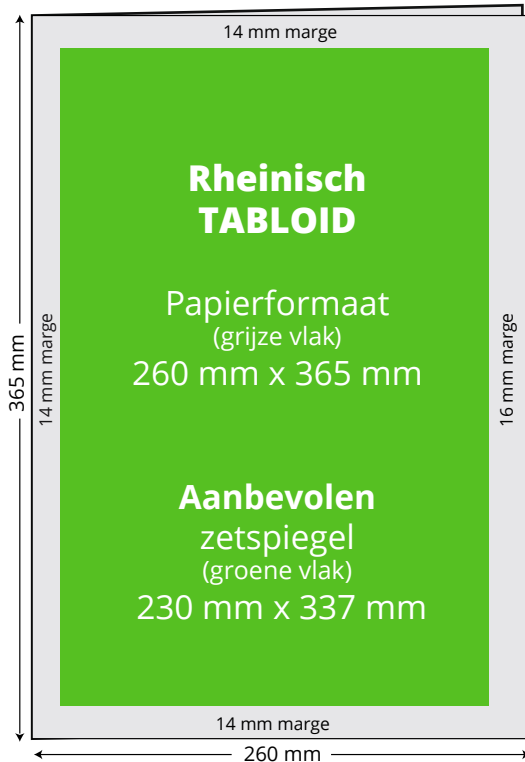 14 mm marge
Rheinisch
TABLOID
Papierformaat
(grijze vlak)
260 mm x 365 mm
365 mm
14 mm marge
16 mm marge
Aanbevolen
zetspiegel
(groene vlak)
230 mm x 337 mm
14 mm marge
260 mm